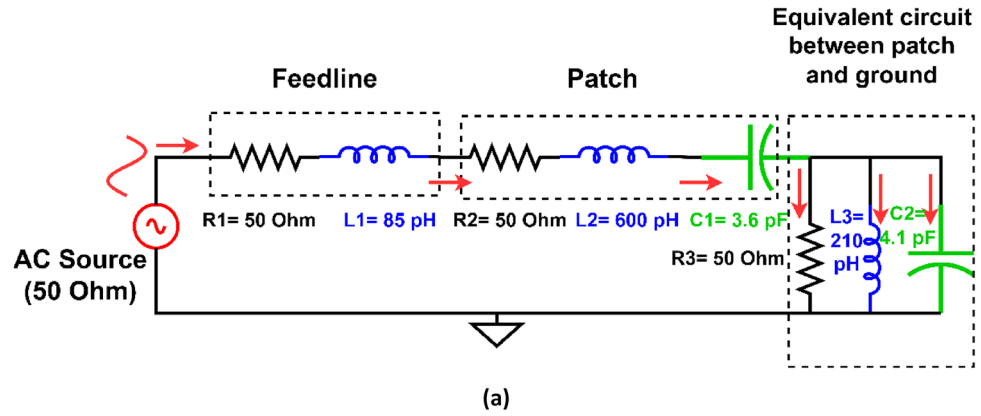 Equivalent circuit
between patch
and ground
Feedline
Patch
R1= 50 Ohm
L1= 85 pH
R2= 50 Ohm
L2= 600 pH
C1= 3.6 pF
L3=
210
pH
C2=
4.1 pF
R3= 50 Ohm
AC Source
(50 Ohm)
(a)